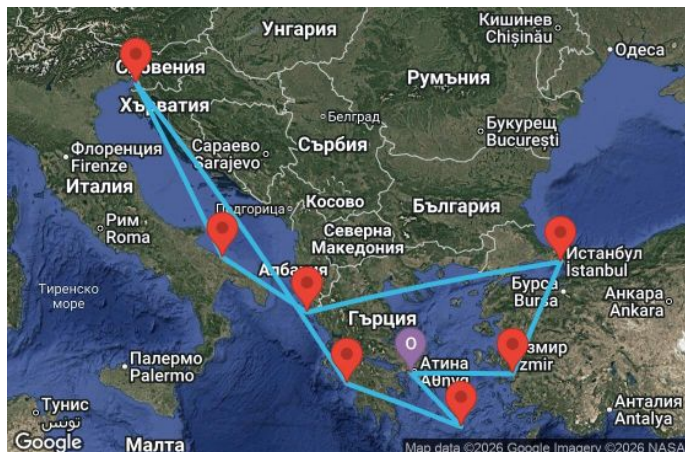 Кишинев
Chișinău
Унгария
Одеса
Словения
Румъния
Хърватия
Белград
Букурещ
București
Флоренция
Firenze
Сараево
Sarajevo
Сърбия
Италия
Косово
Подгорица
България
Рим
Roma
Северна
Македония
Истанбул
İstanbul
Албания
Тиренско
море
Бурса
Bursa
Анкара
Ankara
Гърция
O
Атина
Αθήνα
Измир
İzmir
Палермо
Palermo
Тунис
تونس
Анталия
Antalya
Google
Малта
Map data ©2026 Google Imagery ©2026 NASA